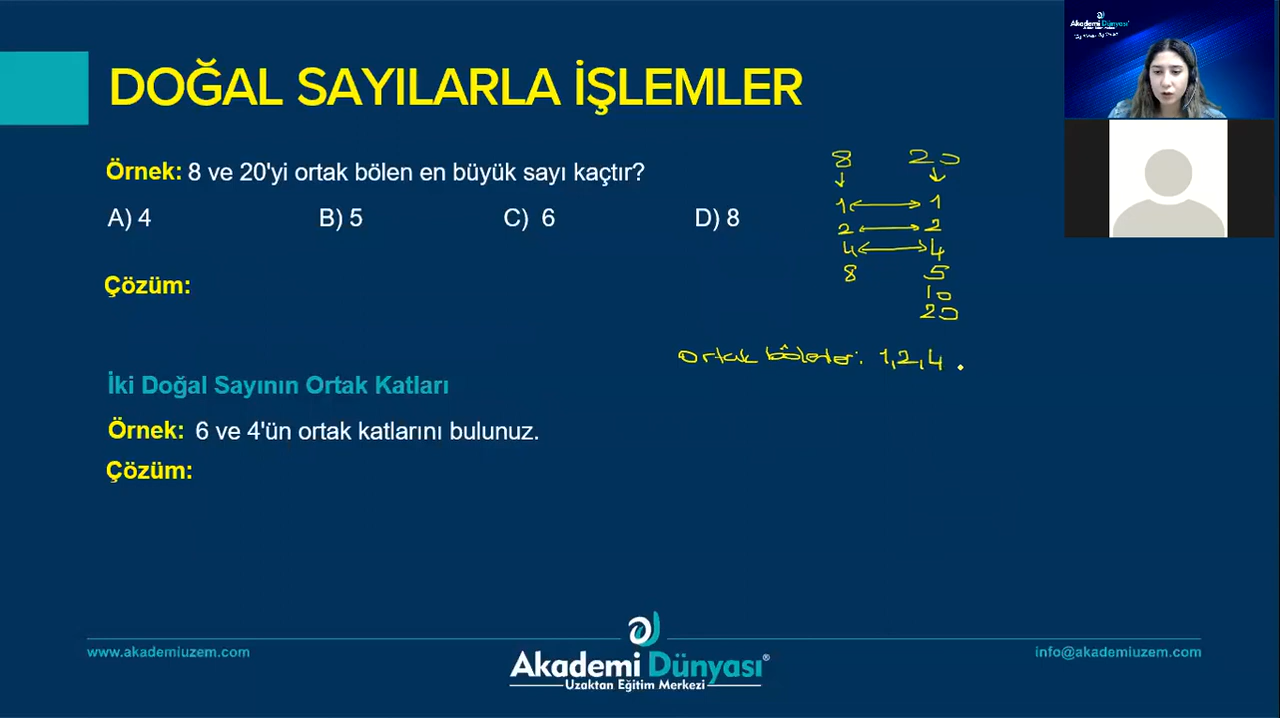 DOĞAL SAYILARLA İŞLEMLER
Örnek: 8 ve 20'yi ortak bölen en büyük sayı kaçtır?
A) 4 B) 5 C) 6 D) 8
Çözüm:
8 20
1 1
2 2
4 4
8 5
10
20
Ortak bölenler: 1,2,4.
İki Doğal Sayının Ortak Katları
Örnek: 6 ve 4'ün ortak katlarını bulunuz.
Çözüm:
www.akademiuzem.com
Akademi Dünyası®
Uzaktan Eğitim Merkezi
info@akademiuzem.com
Akademi Dünyası